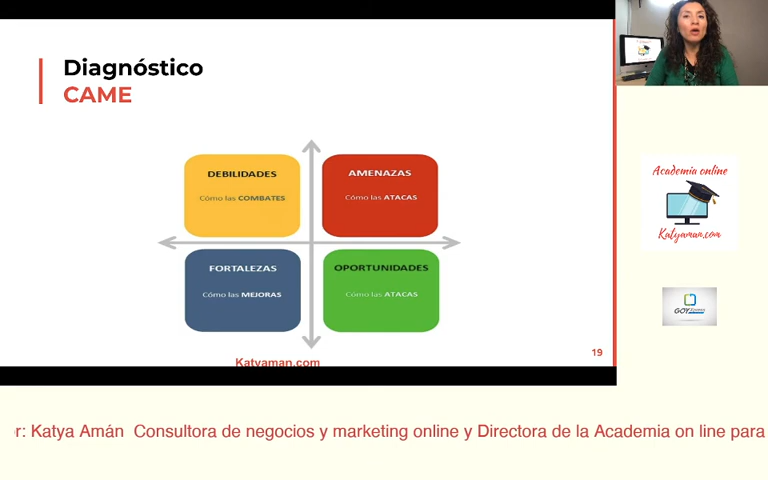 Diagnóstico
CAME
DEBILIDADES
Cómo las COMBATES
AMENAZAS
Cómo las ATACAS
FORTALEZAS
Cómo las MEJORAS
OPORTUNIDADES
Cómo las ATACAS
Katyaman.com
19
Academia online
Katyaman.com
GOY
r: Katya Amán Consultora de negocios y marketing online y Directora de la Academia on line para